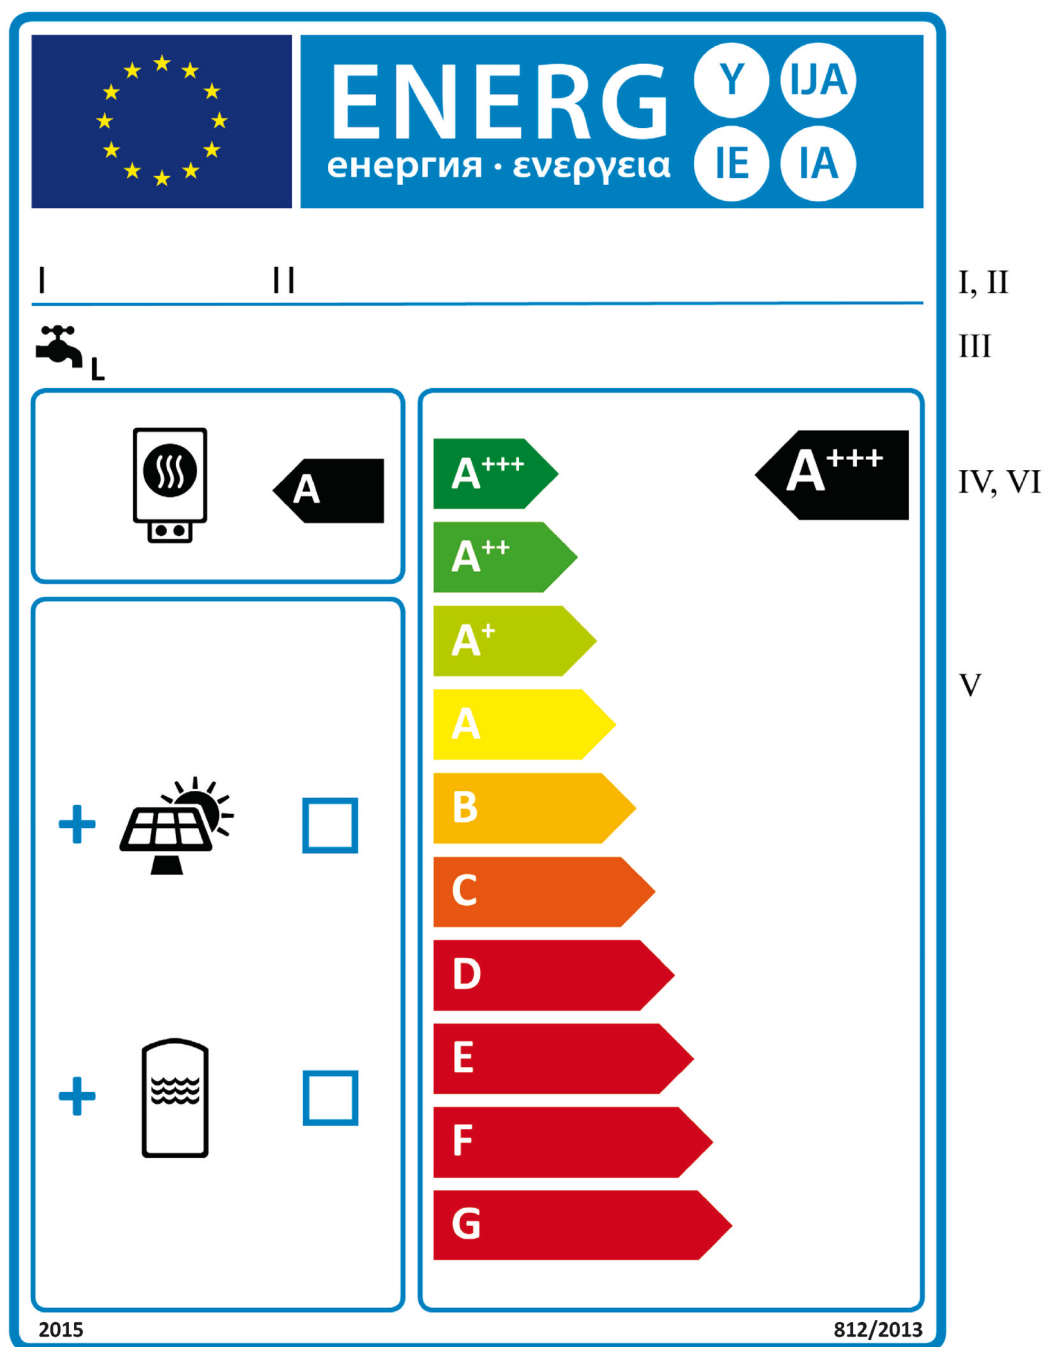 ENERG Y IJA
енергия · ενεργεια IE IA
I II I, II
III
L
A
A+++ A+++ IV, VI
A++
A+
V
A
B
C
D
E
F
G
2015 812/2013